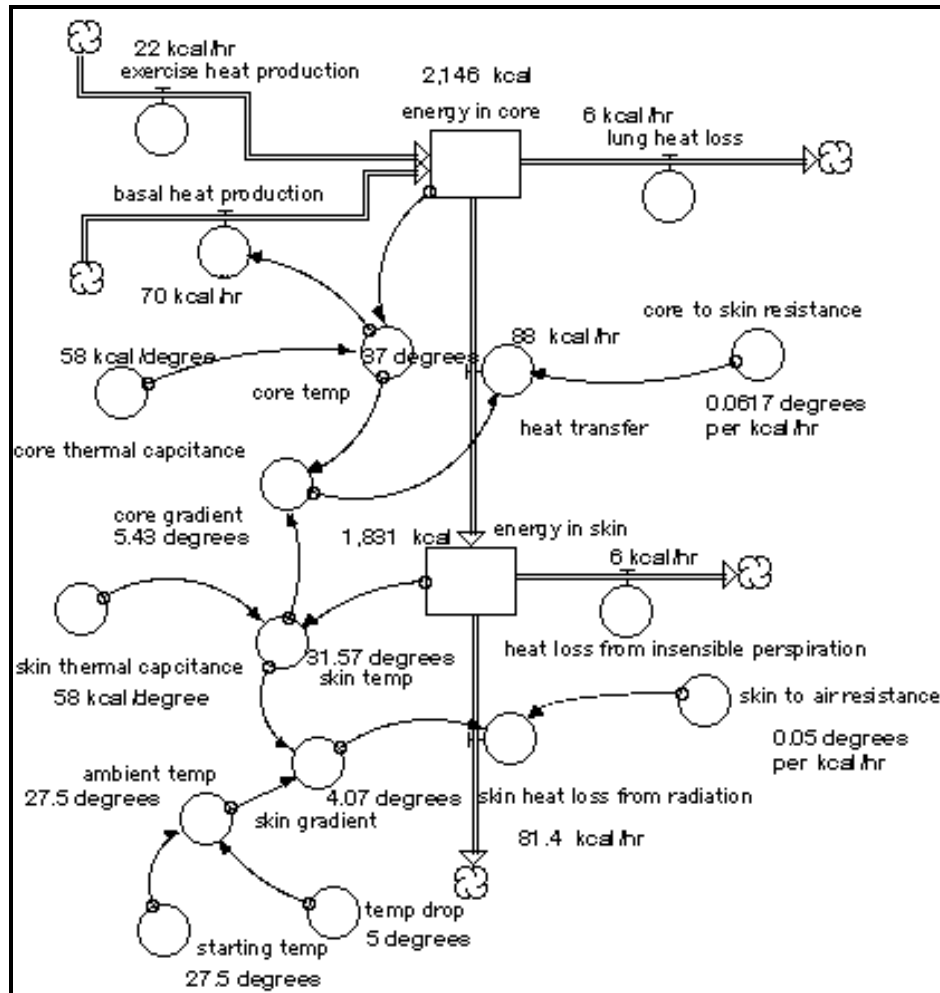 22 kcal/hr
exercise heat production
2,146 kcal
energy in core
6 kcal/hr
lung heat loss
basal heat production
70 kcal/hr
58 kcal/degree
37 degrees
88 kcal/hr
core to skin resistance
core temp
0.0617 degrees
per kcal/hr
heat transfer
core thermal capcitance
core gradient
5.43 degrees
1,831 kcal
energy in skin
6 kcal/hr
skin thermal capcitance
58 kcal/degree
31.57 degrees
skin temp
heat loss from insensible perspiration
skin to air resistance
0.05 degrees
per kcal/hr
ambient temp
27.5 degrees
4.07 degrees
skin gradient
skin heat loss from radiation
81.4 kcal/hr
temp drop
5 degrees
starting temp
27.5 degrees